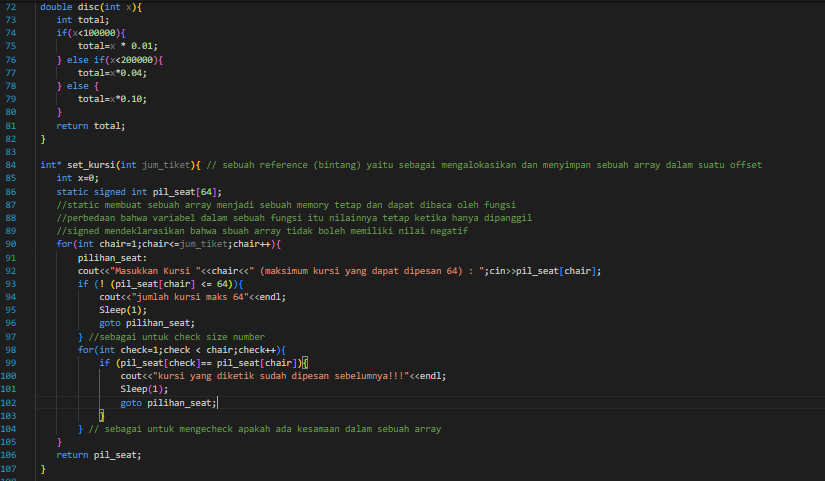 72 double disc(int x){
73 int total;
74 if(x<100000){
75 total=x * 0.01;
76 } else if(x<200000){
77 total=x*0.04;
78 } else {
79 total=x*0.10;
80 }
81 return total;
82 }
83
84 int* set_kursi(int jum_tiket){ // sebuah reference (bintang) yaitu sebagai mengalokasikan dan menyimpan sebuah array dalam suatu offset
85 int x=0;
86 static signed int pil_seat[64];
87 //static membuat sebuah array menjadi sebuah memory tetap dan dapat dibaca oleh fungsi
88 //perbedaan bahwa variabel dalam sebuah fungsi itu nilainnya tetap ketika hanya dipanggil
89 //signed mendeklarasikan bahwa sbuah array tidak boleh memiliki nilai negatif
90 for(int chair=1;chair<=jum_tiket;chair++){
91 pilihan_seat:
92 cout<<"Masukkan Kursi "<<chair<<" (maksimum kursi yang dapat dipesan 64) : ";cin>>pil_seat[chair];
93 if (! (pil_seat[chair] <= 64)){
94 cout<<"jumlah kursi maks 64"<<endl;
95 Sleep(1);
96 goto pilihan_seat;
97 } //sebagai untuk check size number
98 for(int check=1;check < chair;check++){
99 if (pil_seat[check]== pil_seat[chair]){
100 cout<<"kursi yang diketik sudah dipesan sebelumnya!!!"<<endl;
101 Sleep(1);
102 goto pilihan_seat;
103 }
104 } // sebagai untuk mengecheck apakah ada kesamaan dalam sebuah array
105 }
106 return pil_seat;
107 }